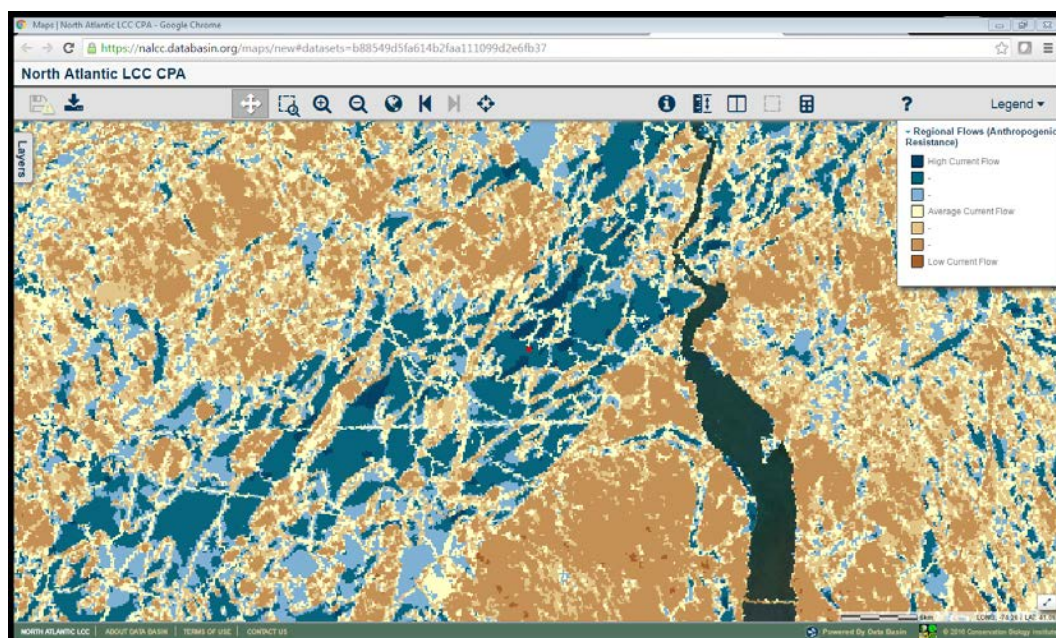 Maps | North Atlantic LCC CPA - Google Chrome
https://nalcc.databasin.org/maps/new#datasets=b88549d5fa614b2faa111099d2e6fb37
North Atlantic LCC CPA
? Legend
Layers
Regional Flows (Anthropogenic
Resistance)
High Current Flow
-
-
Average Current Flow
-
-
Low Current Flow
6km
NORTH ATLANTIC LCC | ABOUT DATA BASIN | TERMS OF USE | CONTACT US
Powered By Data Basin
© 2016 Conservation Biology Institute